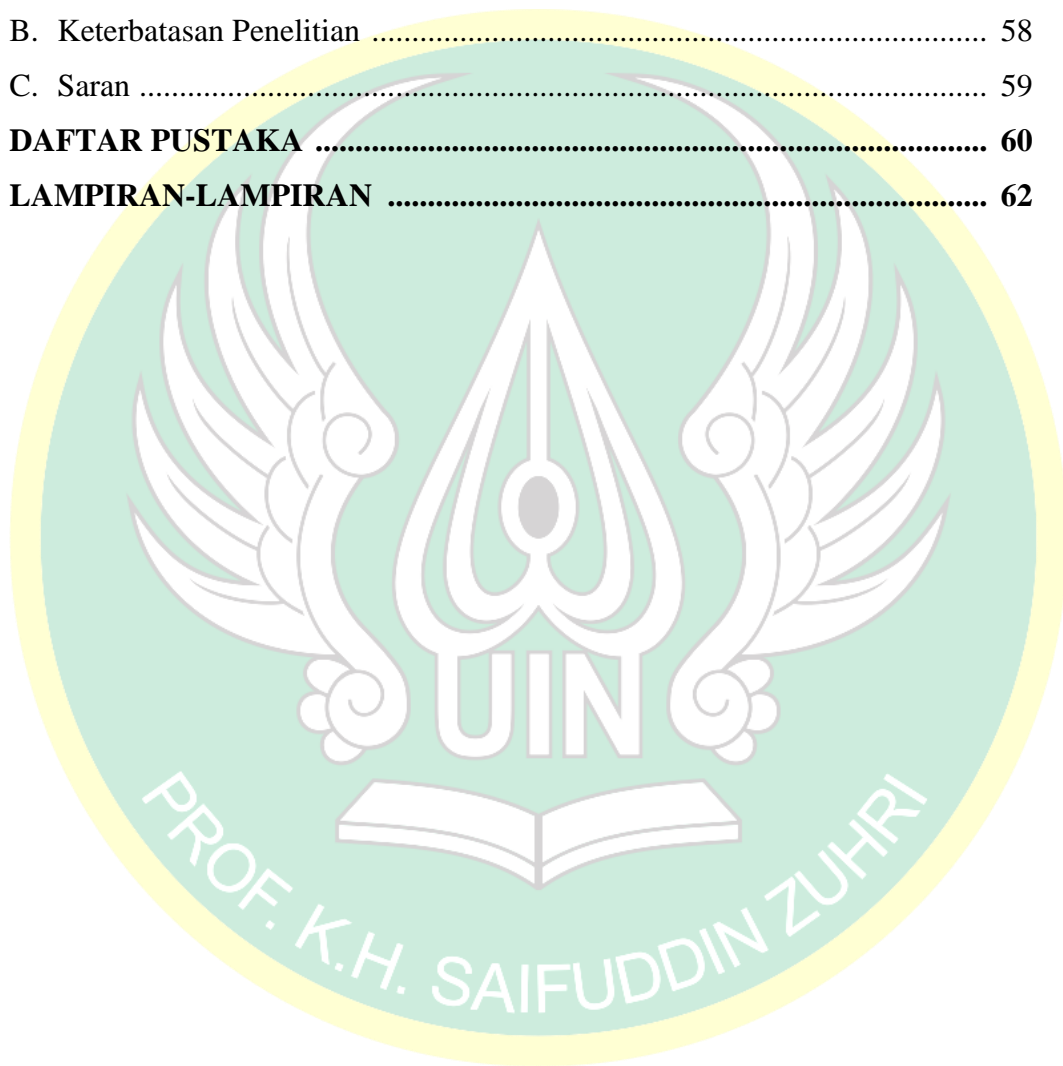 B. Keterbatasan Penelitian ............................................................................. 58
C. Saran .......................................................................................................... 59
DAFTAR PUSTAKA .................................................................................... 60
LAMPIRAN-LAMPIRAN ........................................................................... 62
UIN
PROF. K.H. SAIFUDDIN ZUHRI